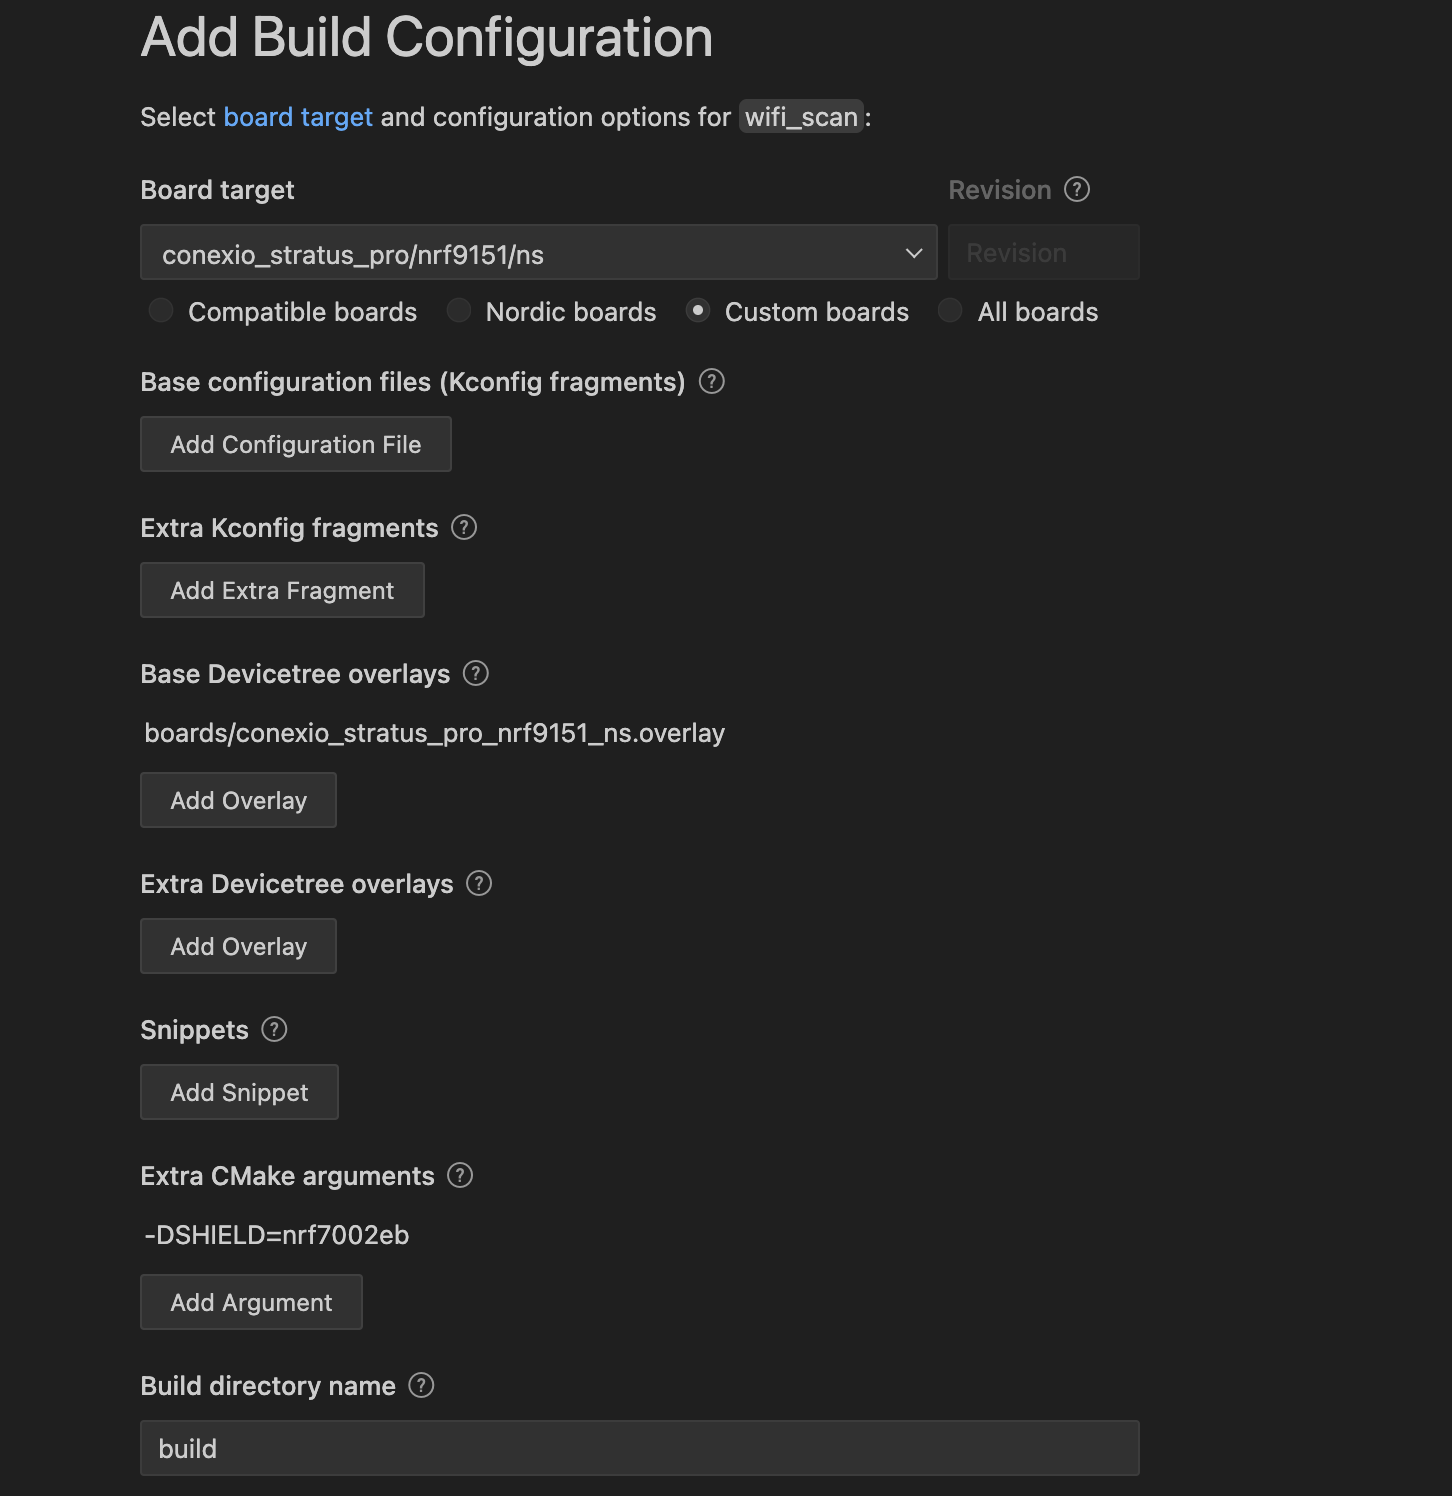 Add Build Configuration
Select board target and configuration options for wifi_scan:
Board target
Revision ?
conexio_stratus_pro/nrf9151/ns
Revision
Compatible boards Nordic boards Custom boards All boards
Base configuration files (Kconfig fragments) ?
Add Configuration File
Extra Kconfig fragments ?
Add Extra Fragment
Base Devicetree overlays ?
boards/conexio_stratus_pro_nrf9151_ns.overlay
Add Overlay
Extra Devicetree overlays ?
Add Overlay
Snippets ?
Add Snippet
Extra CMake arguments ?
-DSHIELD=nrf7002eb
Add Argument
Build directory name ?
build